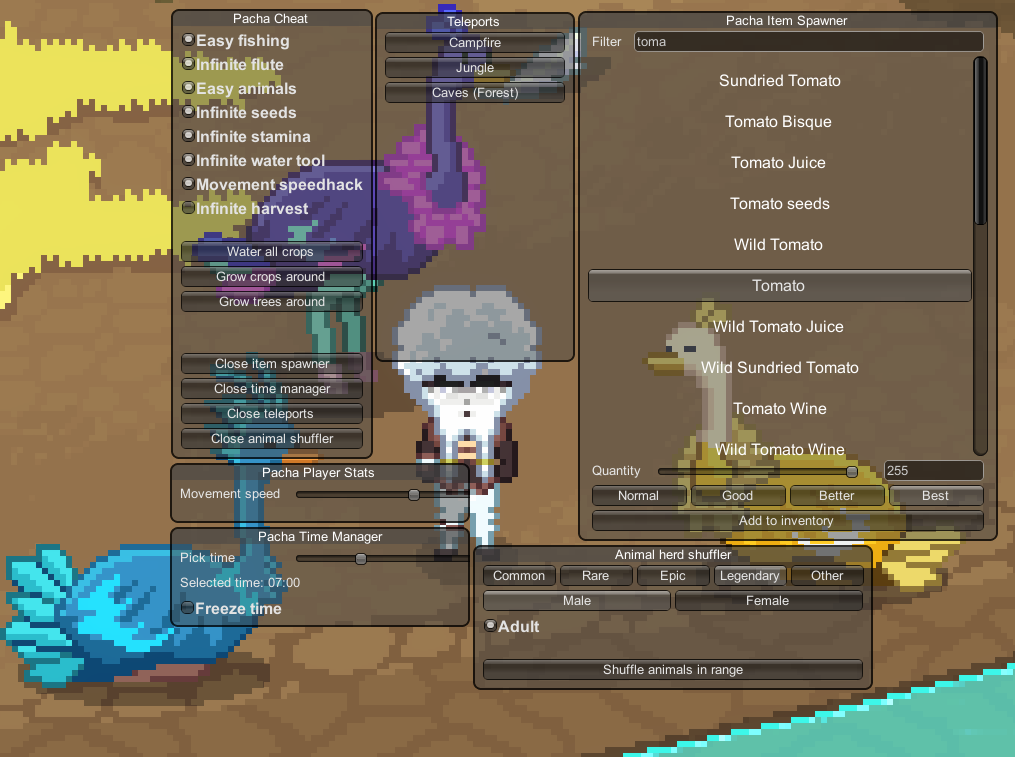 Pacha Cheat
Easy fishing
Infinite flute
Easy animals
Infinite seeds
Infinite stamina
Infinite water tool
Movement speedhack
Infinite harvest
Water all crops
Grow crops around
Grow trees around
Close item spawner
Close time manager
Close teleports
Close animal shuffler
Teleports
Campfire
Jungle
Caves (Forest)
Pacha Item Spawner
Filter toma
Sundried Tomato
Tomato Bisque
Tomato Juice
Tomato seeds
Wild Tomato
Tomato
Wild Tomato Juice
Wild Sundried Tomato
Tomato Wine
Wild Tomato Wine
Quantity 255
Normal Good Better Best
Add to inventory
Pacha Player Stats
Movement speed
Pacha Time Manager
Pick time
Selected time: 07:00
Freeze time
Animal herd shuffler
Common Rare Epic Legendary Other
Male Female
Adult
Shuffle animals in range